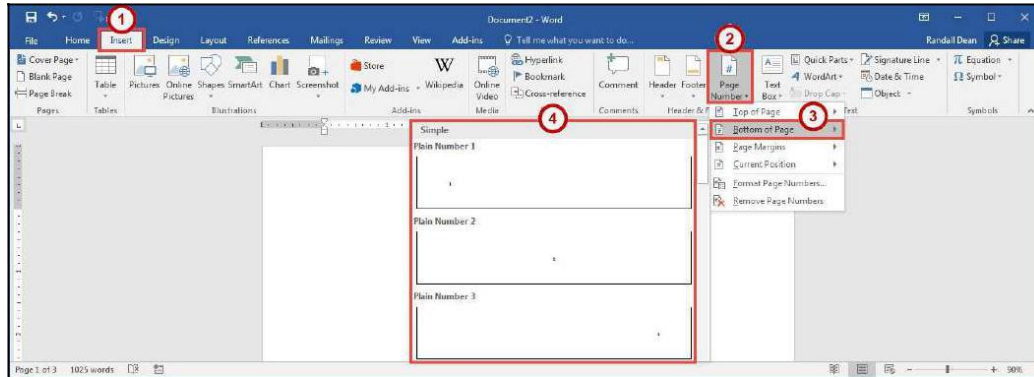 1
Document2 - Word
File Home Insert Design Layout References Mailings Review View Add-ins Tell me what you want to do... Randall Dean Share
2
Cover Page
Blank Page
Page Break
Pages
Table
Tables
Pictures Online Pictures Shapes SmartArt Chart Screenshot
Illustrations
Store
My Add-ins
W
Wikipedia
Add-ins
Online Video
Media
Hyperlink
Bookmark
Cross-reference
Comment
Comments
Header Footer Page Number
Header & F
Text Box
Quick Parts
WordArt
Drop Cap
Signature Line
Date & Time
Object
Text
Equation
Symbol
Symbols
Top of Page
3
Bottom of Page
Page Margins
Current Position
Format Page Numbers...
Remove Page Numbers
4
Simple
Plain Number 1
Plain Number 2
Plain Number 3
Page 1 of 3 1025 words
90%